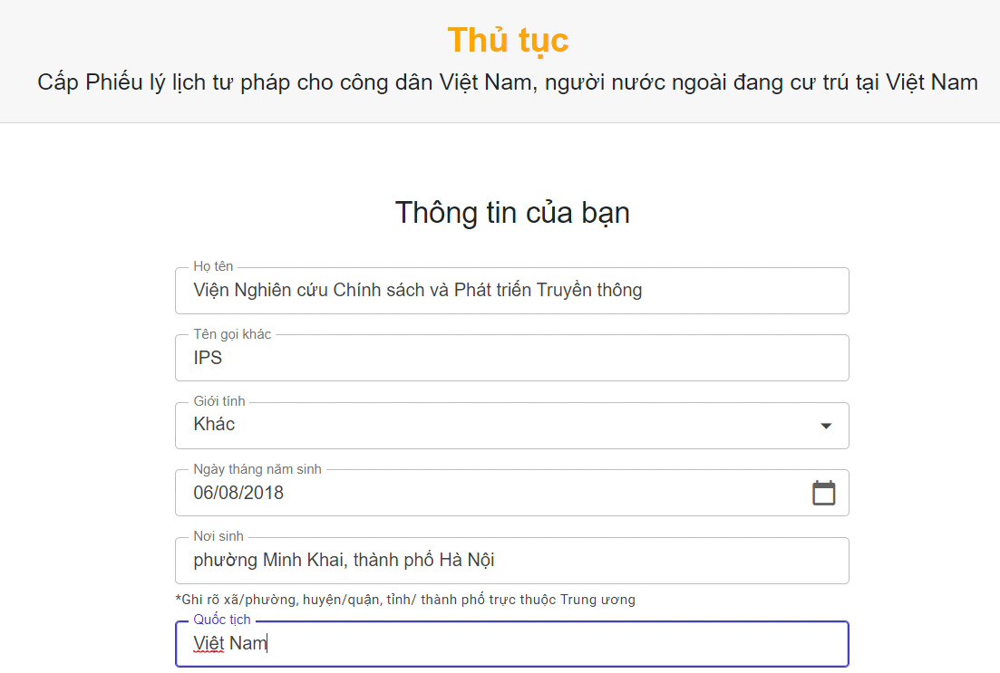 Thủ tục
Cấp Phiếu lý lịch tư pháp cho công dân Việt Nam, người nước ngoài đang cư trú tại Việt Nam
Thông tin của bạn
Họ tên
Viện Nghiên cứu Chính sách và Phát triển Truyền thông
Tên gọi khác
IPS
Giới tính
Khác
Ngày tháng năm sinh
06/08/2018
Nơi sinh
phường Minh Khai, thành phố Hà Nội
*Ghi rõ xã/phường, huyện/quận, tỉnh/ thành phố trực thuộc Trung ương
Quốc tịch
Việt Nam